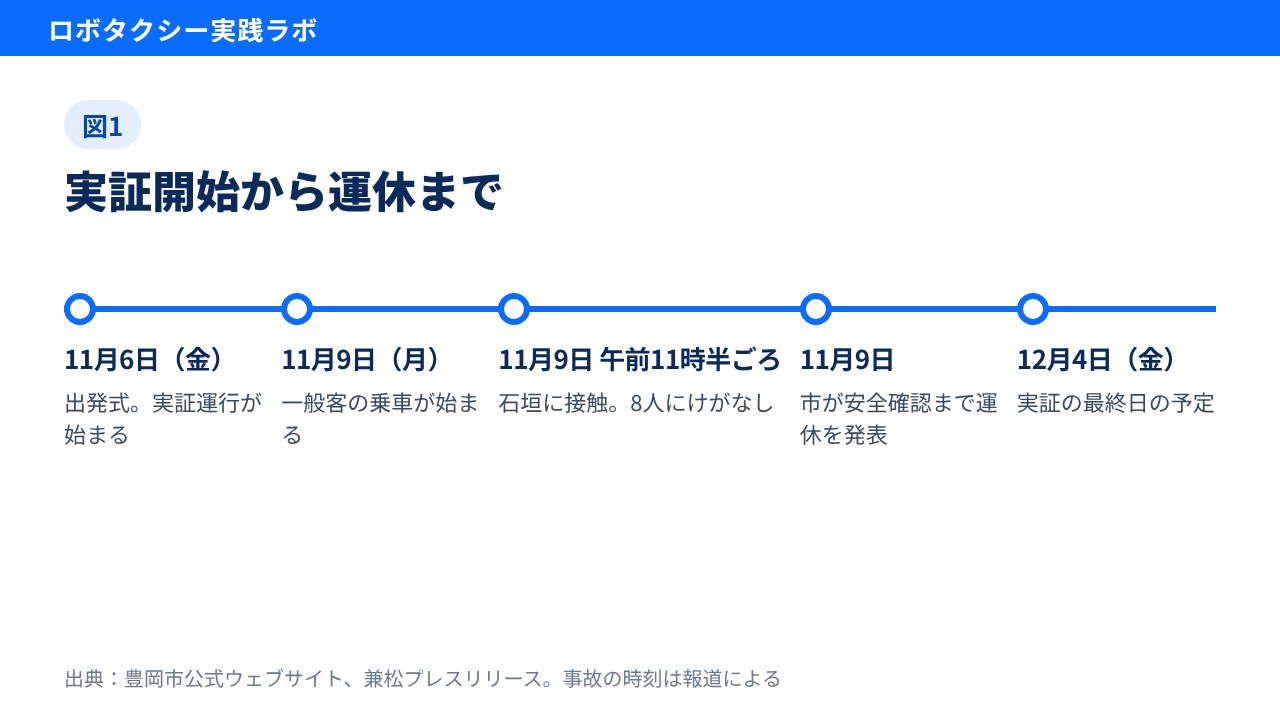 ロボタクシー実践ラボ
図1
実証開始から運休まで
11月6日（金）
出発式。実証運行が
始まる
11月9日（月）
一般客の乗車が始ま
る
11月9日 午前11時半ごろ
石垣に接触。8人にけがなし
11月9日
市が安全確認まで運
休を発表
12月4日（金）
実証の最終日の予定
出典：豊岡市公式ウェブサイト、兼松プレスリリース。事故の時刻は報道による